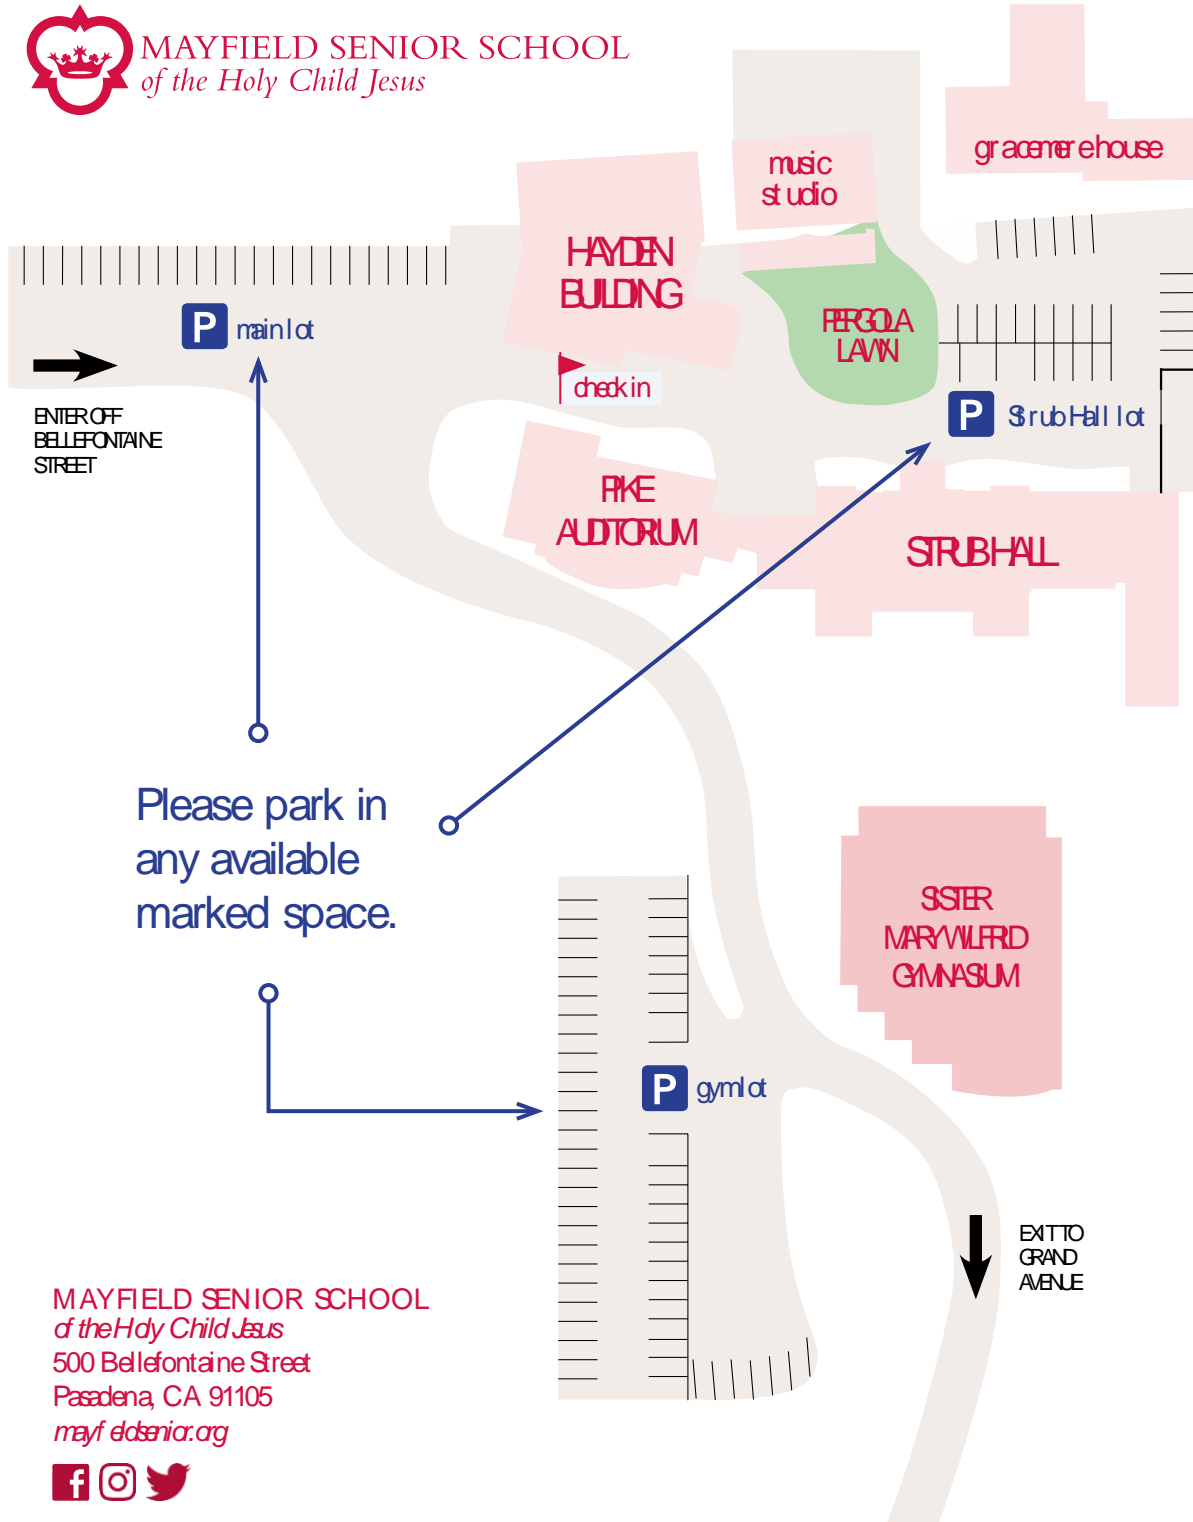 MAYFIELD SENIOR SCHOOL
of the Holy Child Jesus
gracemere house
music
studio
HAYDEN
BUILDING
PERGOLA
LAWN
P main lot
check in
P Strub Hall lot
ENTER OFF
BELLEFONTAINE
STREET
PIKE
AUDITORIUM
STRUB HALL
Please park in
any available
marked space.
SISTER
MARY WILFRID
GYMNASIUM
P gym lot
EXIT TO
GRAND
AVENUE
MAYFIELD SENIOR SCHOOL
of the Holy Child Jesus
500 Bellefontaine Street
Pasadena, CA 91105
mayfieldsenior.org